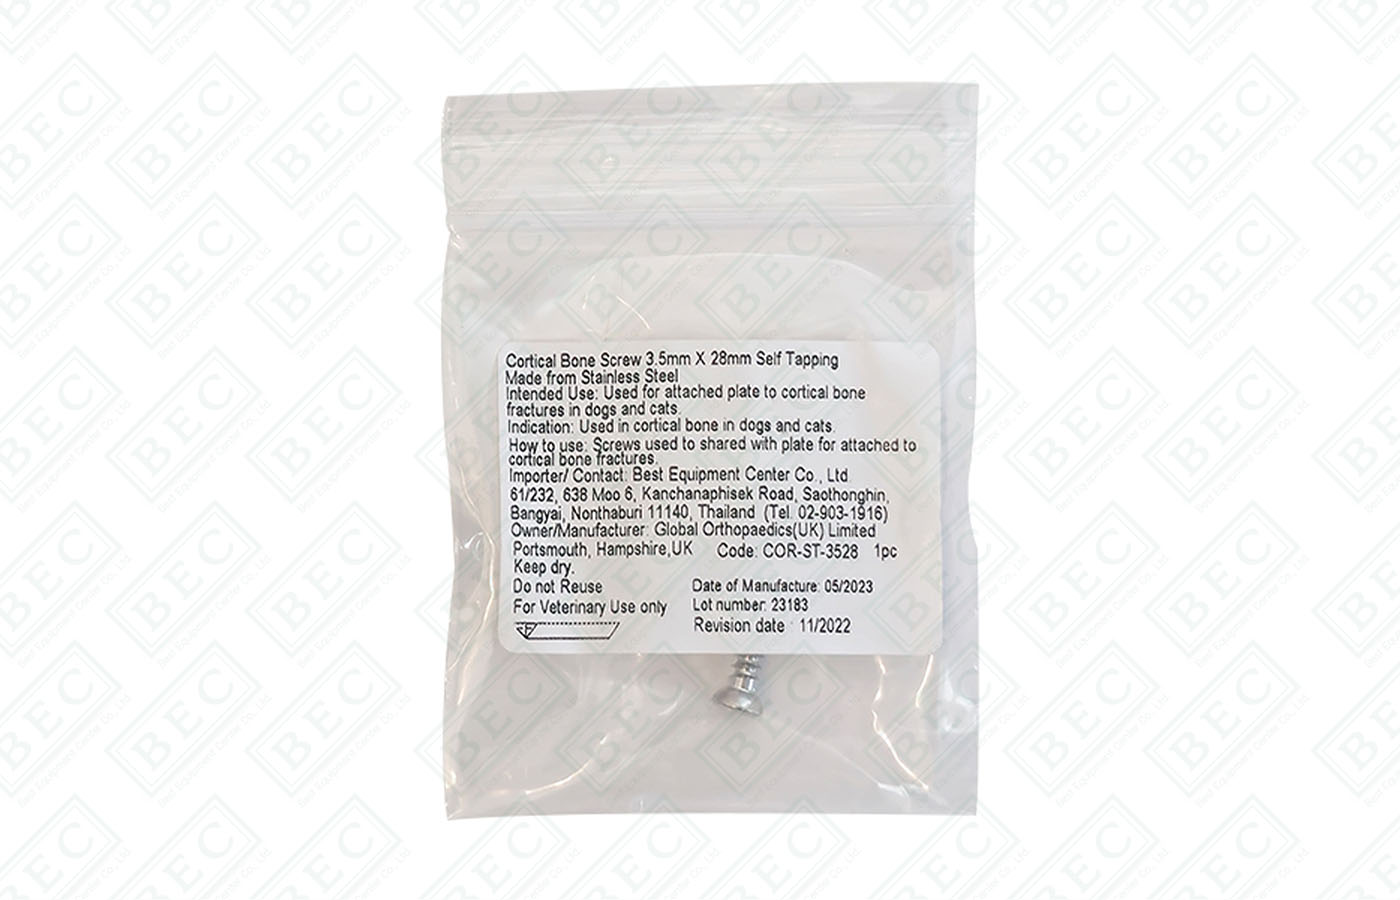 Cortical Bone Screw 3.5mm X 28mm Self Tapping
Made from Stainless Steel
Intended Use: Used for attached plate to cortical bone
fractures in dogs and cats.
Indication: Used in cortical bone in dogs and cats.
How to use: Screws used to shared with plate for attached to
cortical bone fractures.
Importer/ Contact: Best Equipment Center Co., Ltd.
61/232, 638 Moo 6, Kanchanaphisek Road, Saothonghin,
Bangyai, Nonthaburi 11140, Thailand (Tel. 02-903-1916)
Owner/Manufacturer: Global Orthopaedics(UK) Limited
Portsmouth, Hampshire,UK Code: COR-ST-3528 1pc
Keep dry.
Do not Reuse Date of Manufacture: 05/2023
For Veterinary Use only Lot number: 23183
Revision date : 11/2022
BEC
Best Equipment Center Co., Ltd.